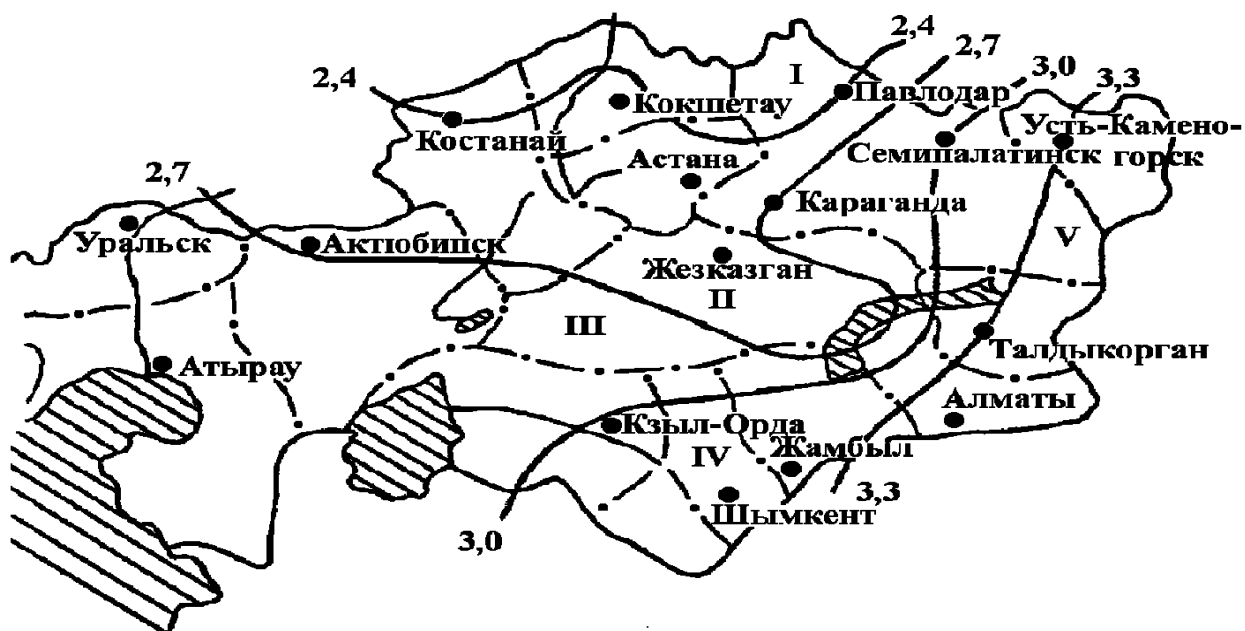 2,4
2,7
I
2,4
3,0
3,3
Кокшетау
Павлодар
Костанай
Усть-Камено-
горск
Семипалатинск
Астана
2,7
Караганда
Уральск
Актюбинск
Жезказган
V
II
III
Талдыкорган
Атырау
Алматы
Кзыл-Орда
Жамбыл
IV
3,3
Шымкент
3,0